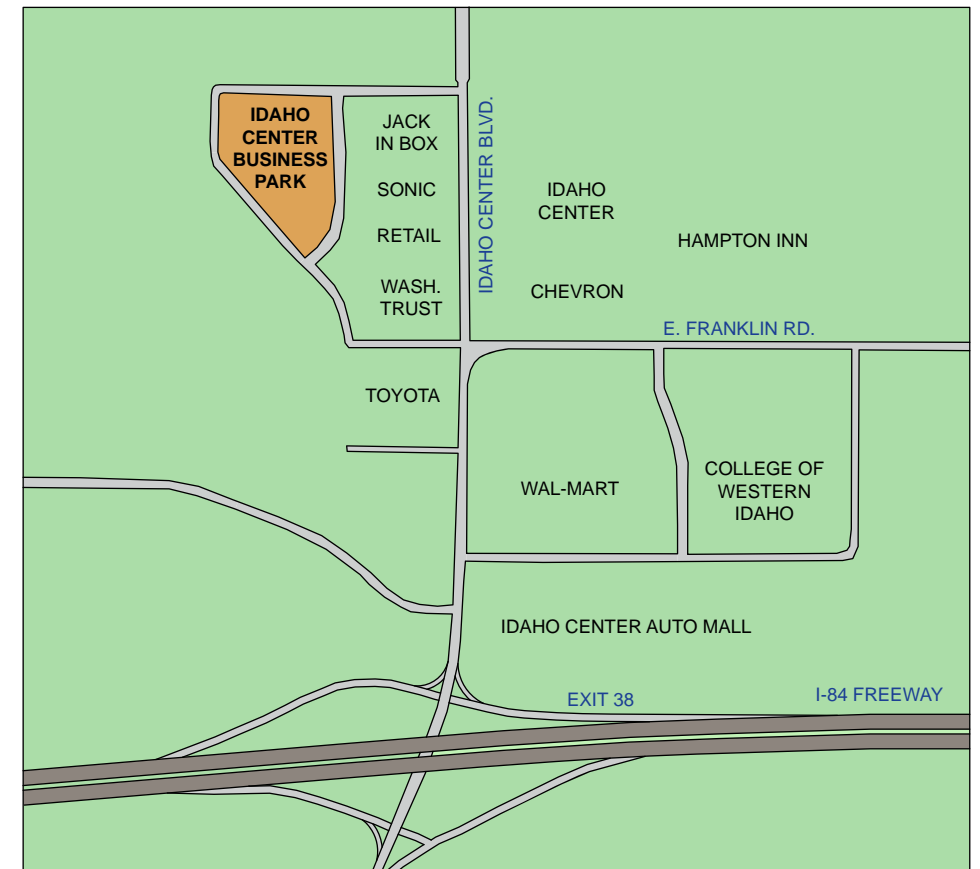 IDAHO
CENTER
BUSINESS
PARK
JACK
IN BOX
SONIC
RETAIL
WASH.
TRUST
IDAHO CENTER BLVD.
IDAHO
CENTER
HAMPTON INN
CHEVRON
E. FRANKLIN RD.
TOYOTA
WAL-MART
COLLEGE OF
WESTERN
IDAHO
IDAHO CENTER AUTO MALL
EXIT 38
I-84 FREEWAY